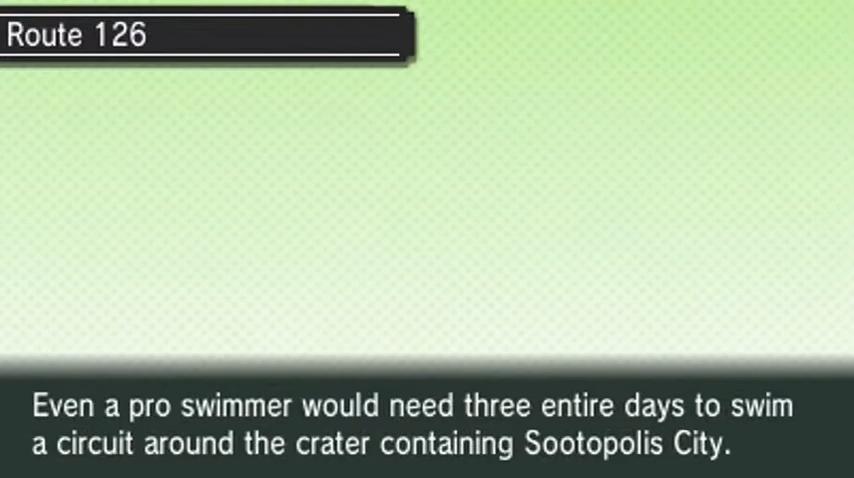 Route 126
Even a pro swimmer would need three entire days to swim
a circuit around the crater containing Sootopolis City.